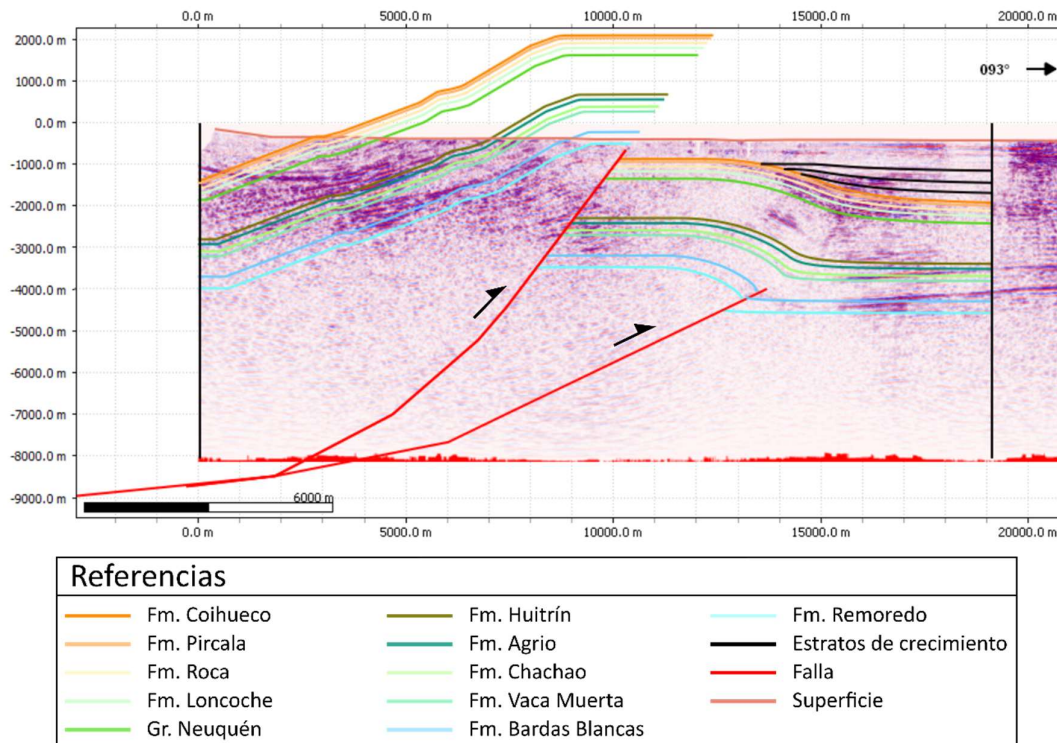 0.0 m 5000.0 m 10000.0 m 15000.0 m 20000.0 m
2000.0 m
1000.0 m
093°
0.0 m
-1000.0 m
-2000.0 m
-3000.0 m
-4000.0 m
-5000.0 m
-6000.0 m
-7000.0 m
-8000.0 m
-9000.0 m
6000 m
0.0 m 5000.0 m 10000.0 m 15000.0 m 20000.0 m
Referencias
Fm. Coihueco
Fm. Pircala
Fm. Roca
Fm. Loncoche
Gr. Neuquén
Fm. Huitrín
Fm. Agrio
Fm. Chachao
Fm. Vaca Muerta
Fm. Bardas Blancas
Fm. Remoredo
Estratos de crecimiento
Falla
Superficie